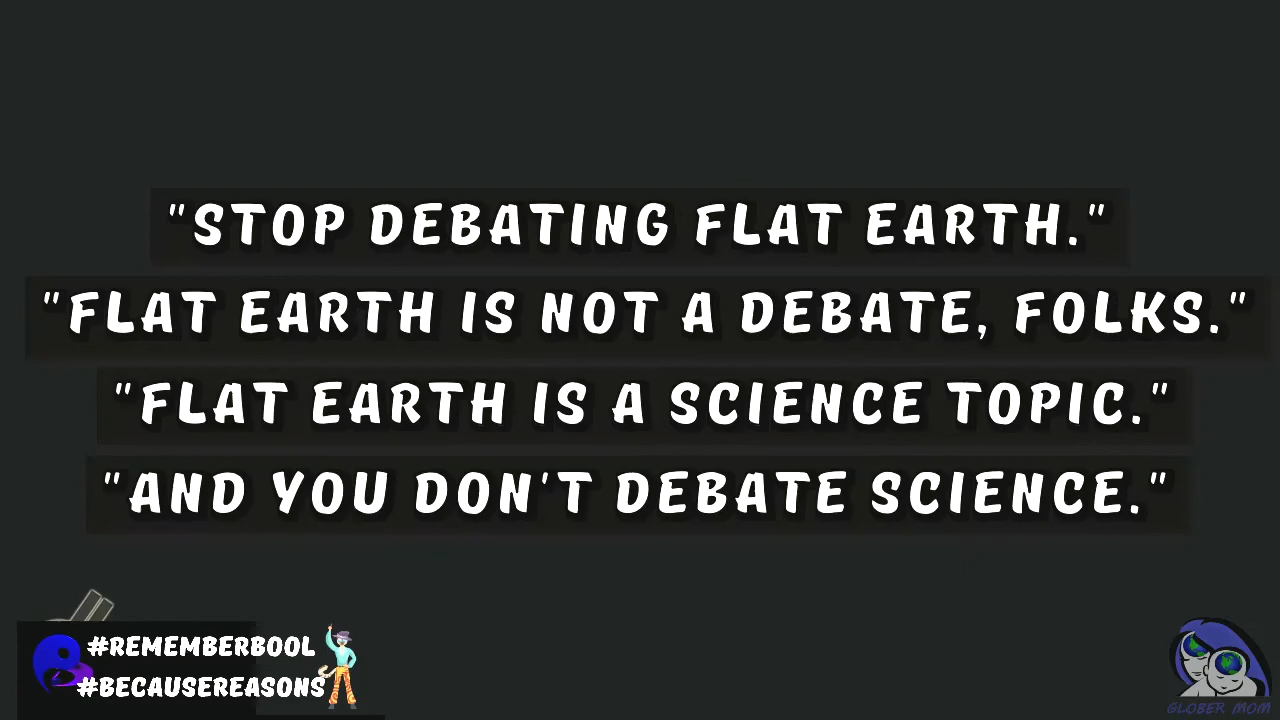 "STOP DEBATING FLAT EARTH."
"FLAT EARTH IS NOT A DEBATE, FOLKS."
"FLAT EARTH IS A SCIENCE TOPIC."
"AND YOU DON'T DEBATE SCIENCE."
#REMEMBERBOOL
#BECAUSEREASONS
GLOBER MOM